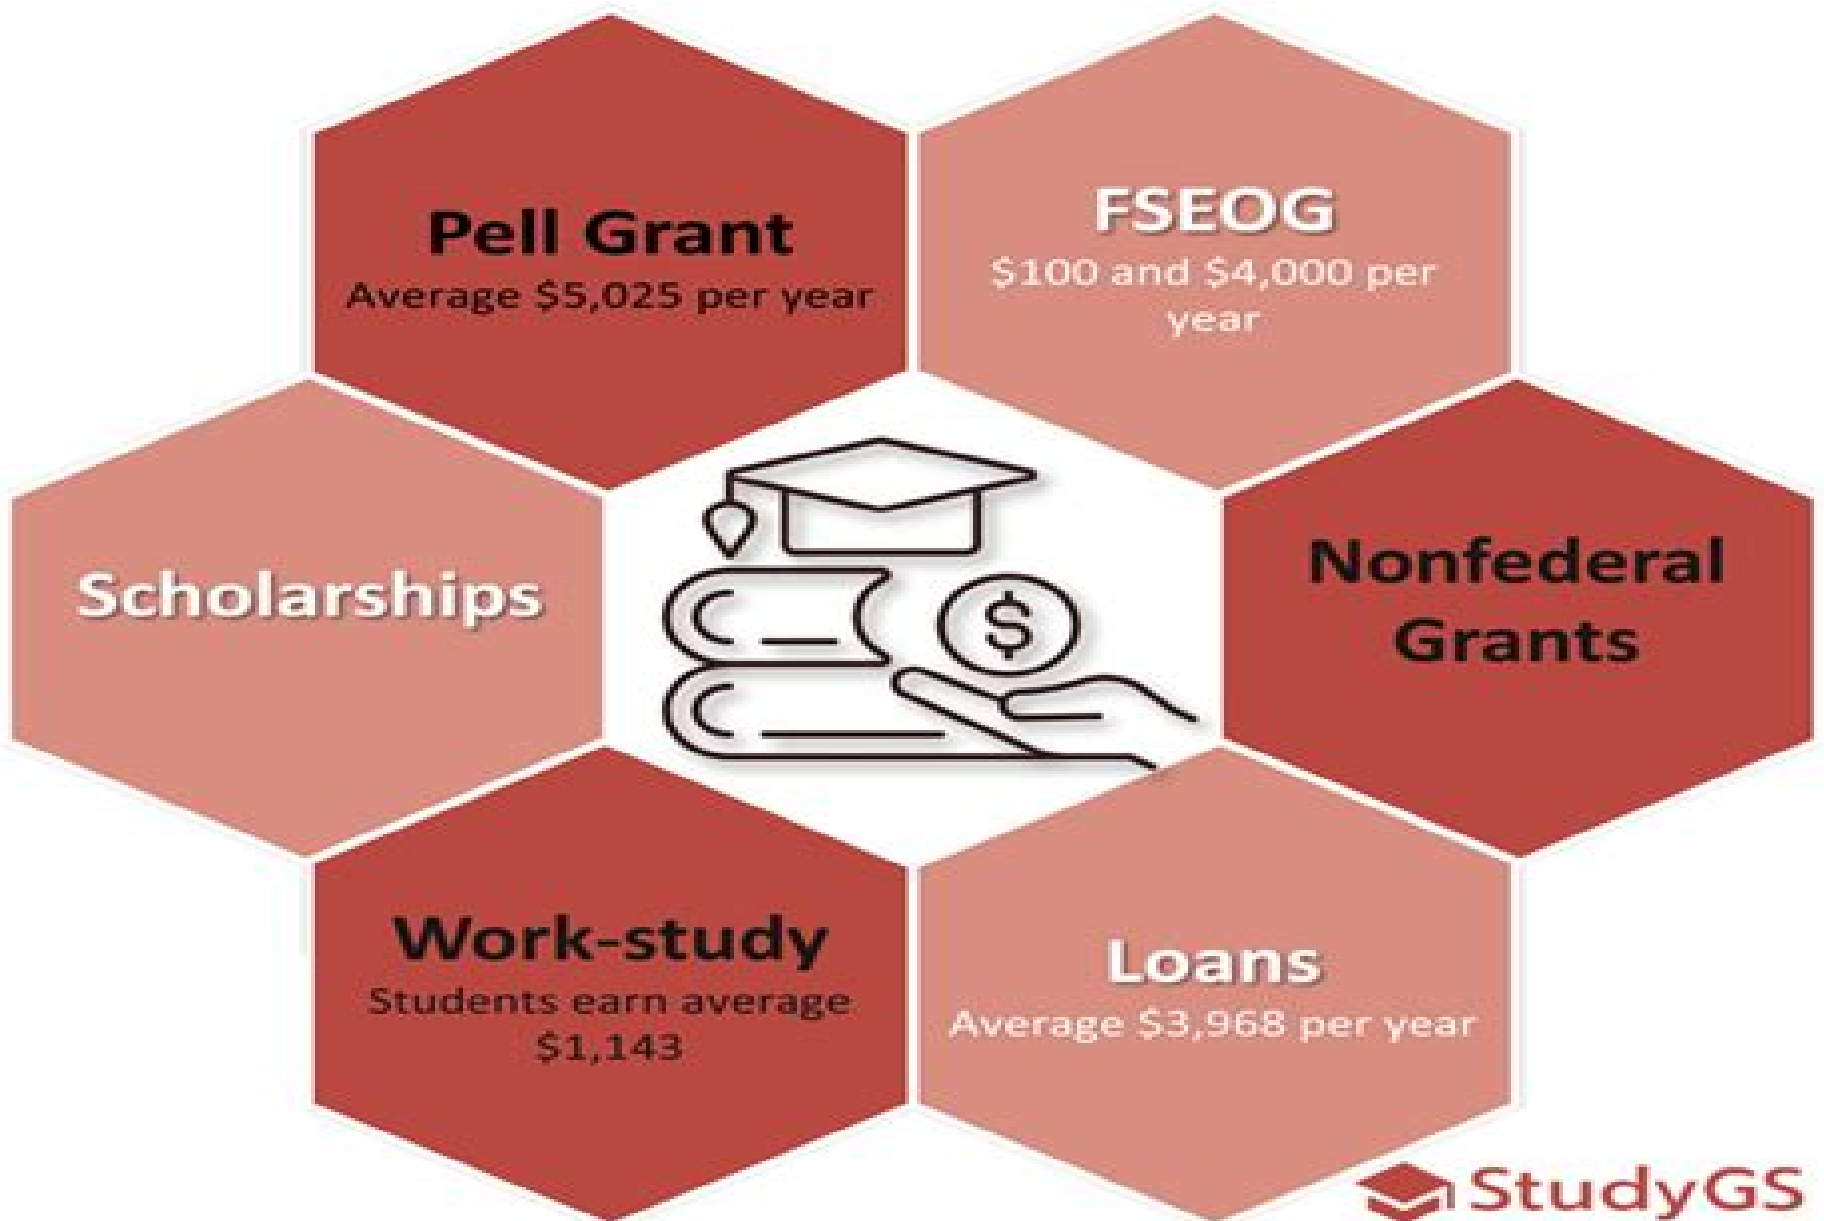 Pell Grant
Average $5,025 per year
FSEOG
$100 and $4,000 per
year
Scholarships
$
Nonfederal
Grants
Work-study
Students earn average
$1,143
Loans
Average $3,968 per year
StudyGS